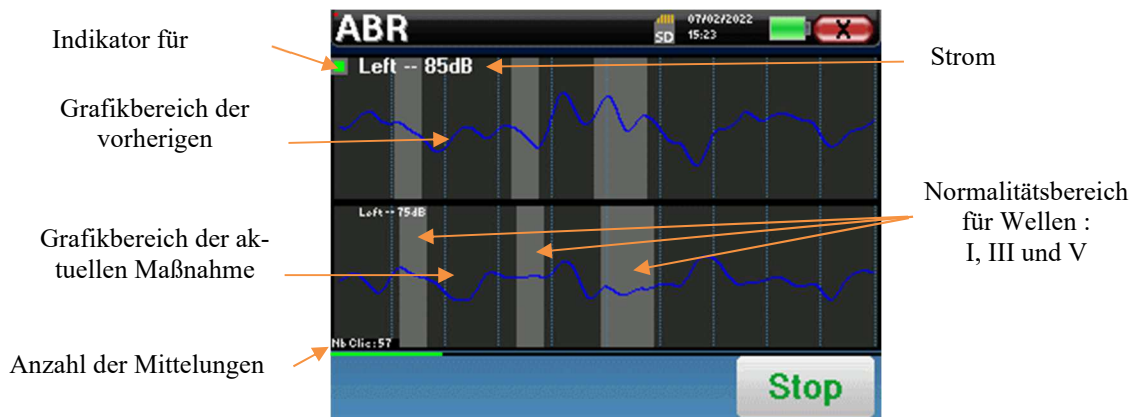 ABR
SD
07/02/2022
15:23
X
Indikator für
Left -- 85dB
Strom
Grafikbereich der
vorherigen
Left -- 75dB
Normalitätsbereich
für Wellen :
I, III und V
Grafikbereich der ak-
tuellen Maßnahme
Nb Clic: 57
Anzahl der Mittelungen
Stop